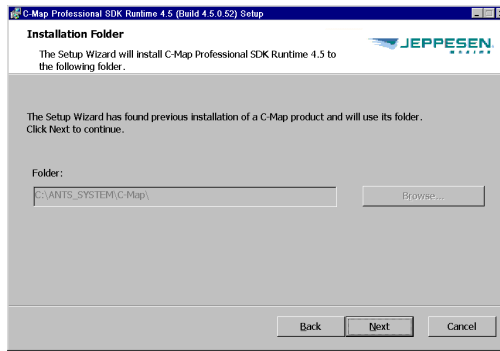 C-Map Professional SDK Runtime 4.5 (Build 4.5.0.52) Setup
Installation Folder
The Setup Wizard will install C-Map Professional SDK Runtime 4.5 to
the following folder.
JEPPESEN.
MARINE
The Setup Wizard has found previous installation of a C-Map product and will use its folder.
Click Next to continue.
Folder:
C:\ANTS_SYSTEM\C-Map\
Browse...
Back
Next
Cancel